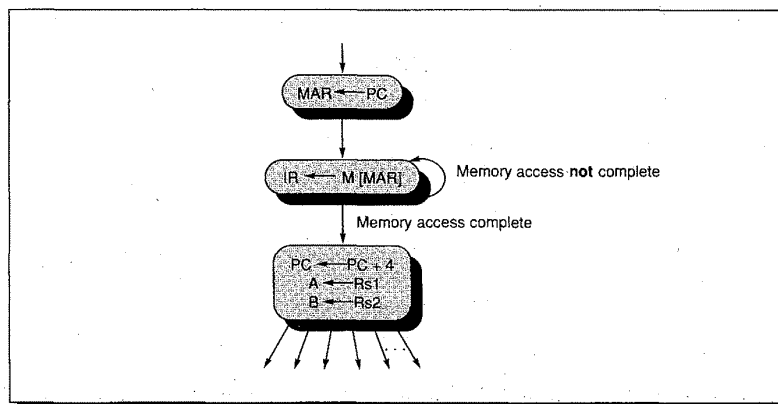 MAR ← PC
IR ← M [MAR]
Memory access not complete
Memory access complete
PC ← PC + 4
A ← Rs1
B ← Rs2
. . .